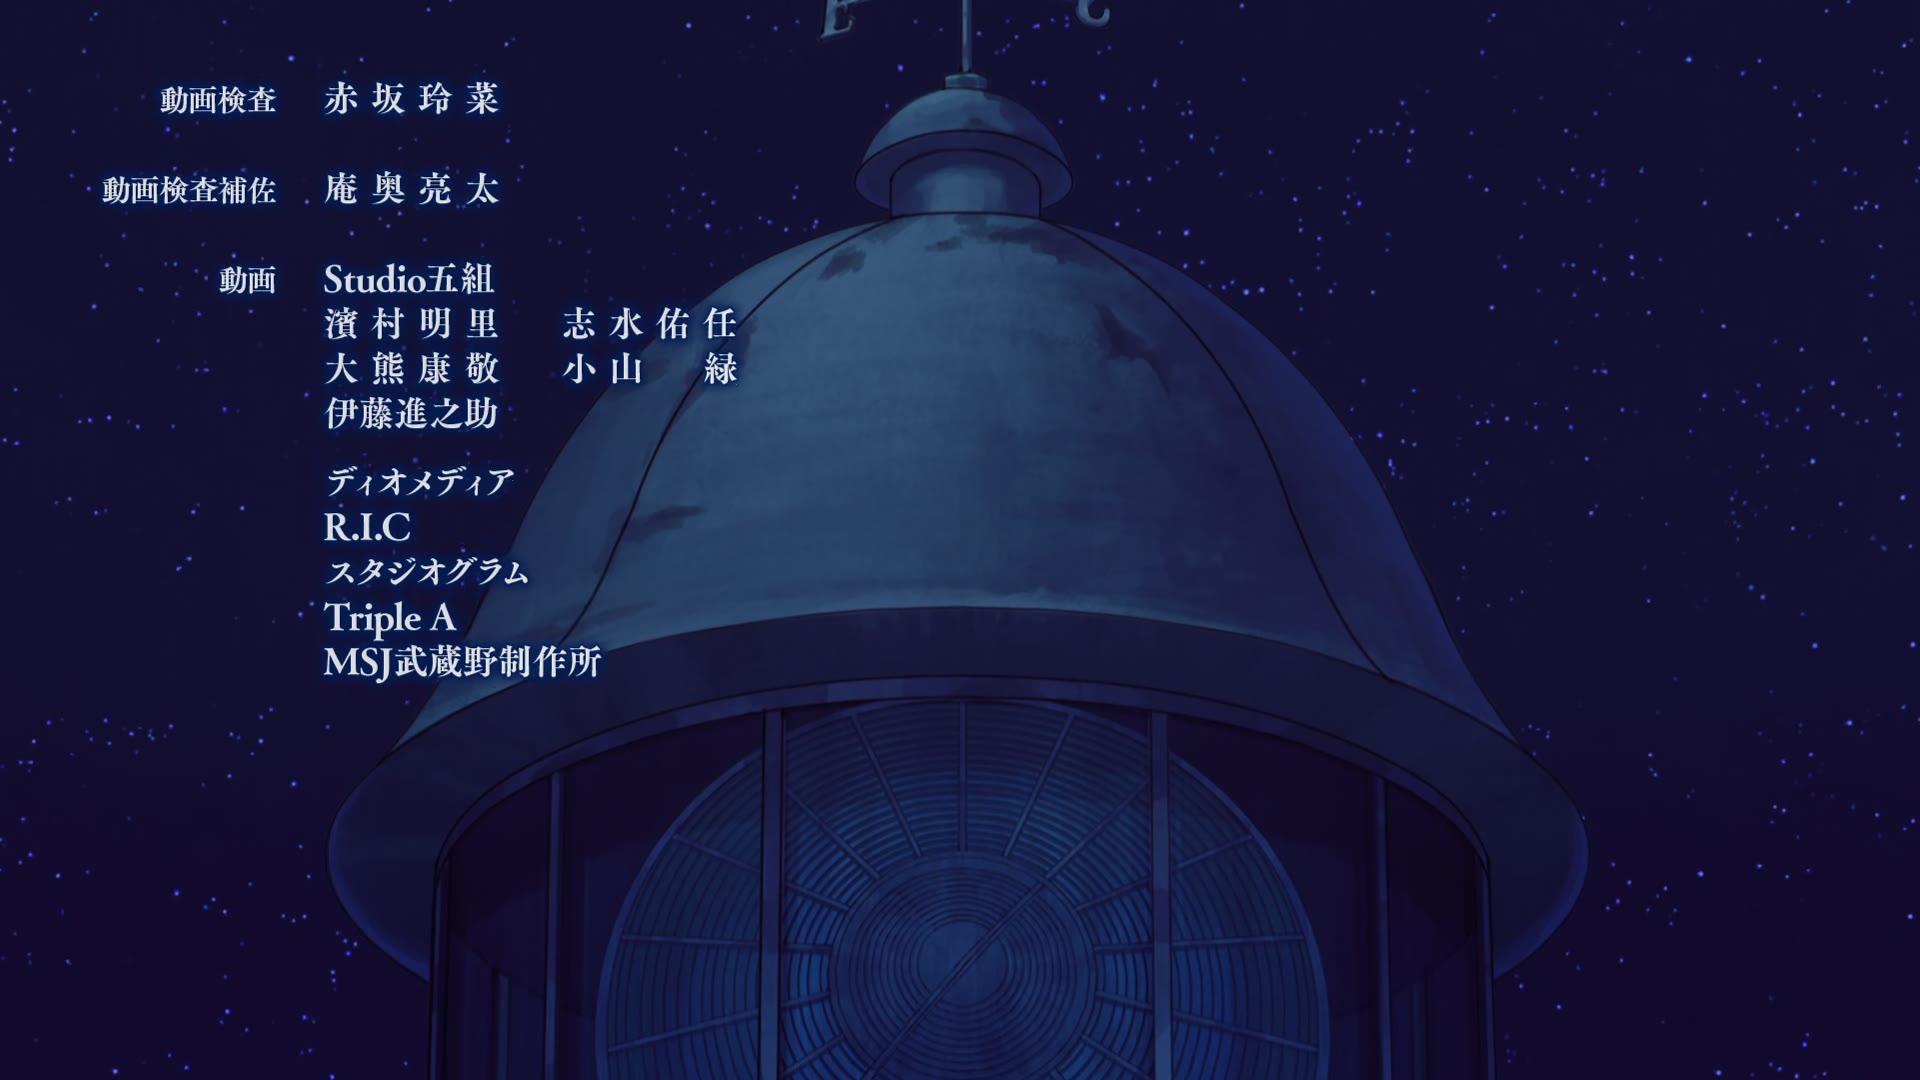 動画検査 赤坂玲菜
動画検査補佐 庵奥亮太
動画 Studio五組
濱村明里 志水佑任
大熊康敬 小山 緑
伊藤進之助
ディオメディア
R.I.C
スタジオグラム
Triple A
MSJ武蔵野制作所